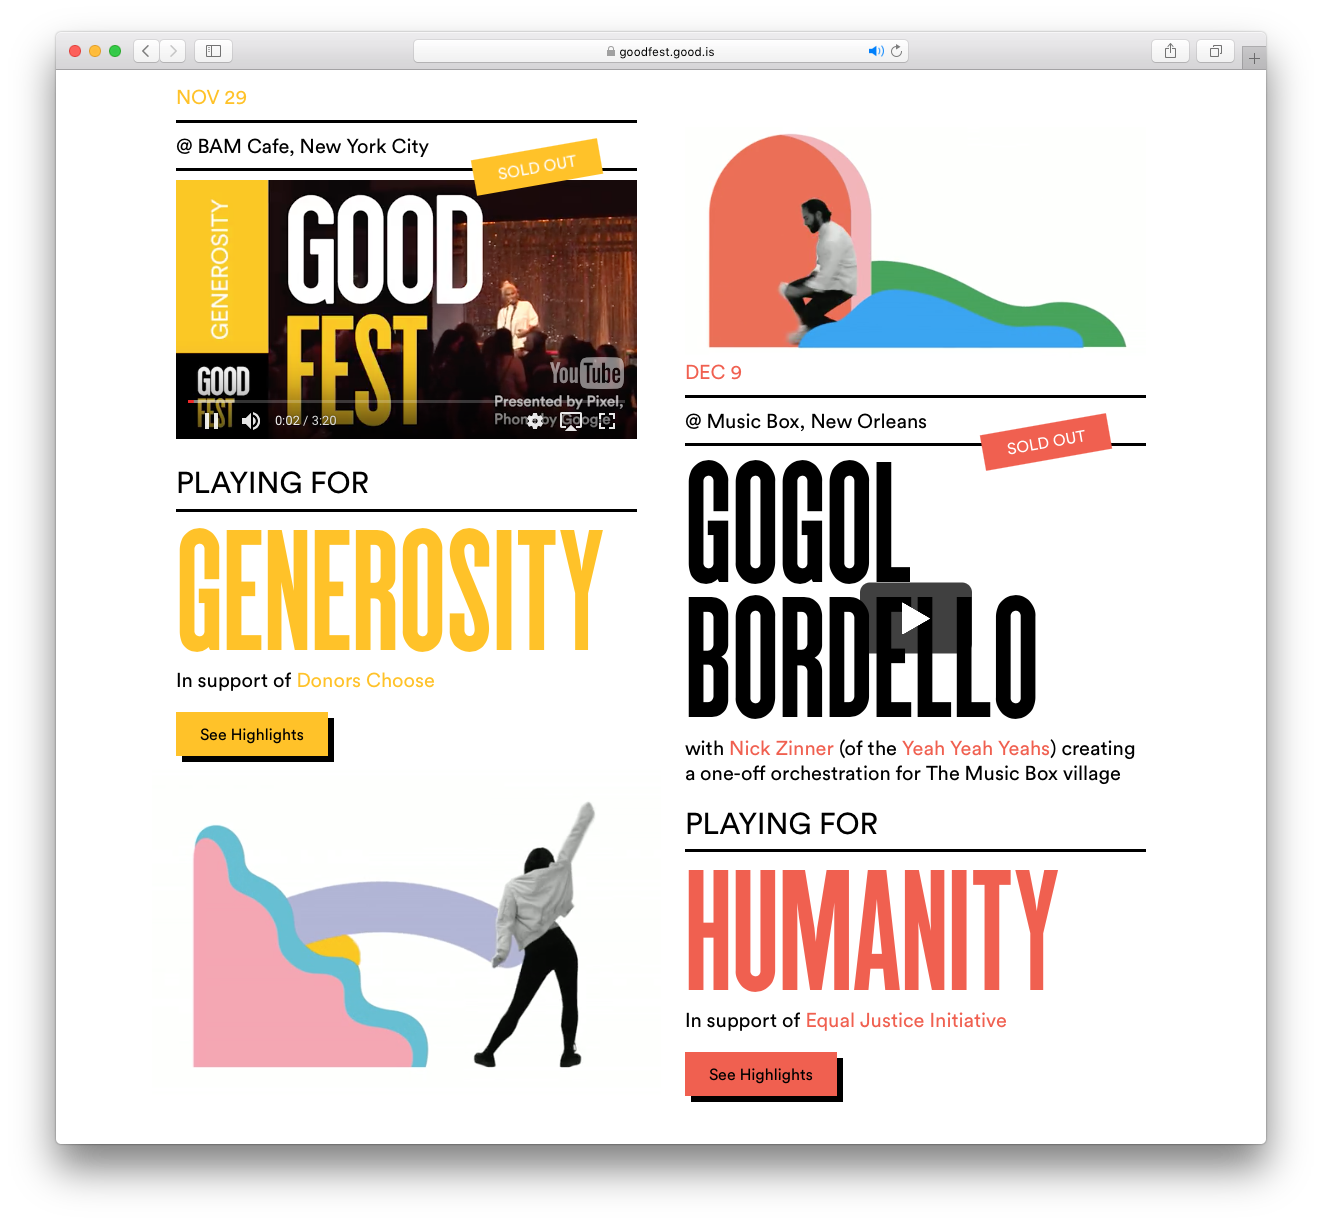 goodfest.good.is
NOV 29
@ BAM Cafe, New York City
SOLD OUT
GENEROSITY
GOOD
FEST
GOOD
FEST
YouTube
Presented by Pixel,
Phone by Google
0:02 / 3:20
PLAYING FOR
GENEROSITY
In support of Donors Choose
See Highlights
DEC 9
@ Music Box, New Orleans
SOLD OUT
GOGOL
BORDELLO
with Nick Zinner (of the Yeah Yeah Yeahs) creating
a one-off orchestration for The Music Box village
PLAYING FOR
HUMANITY
In support of Equal Justice Initiative
See Highlights